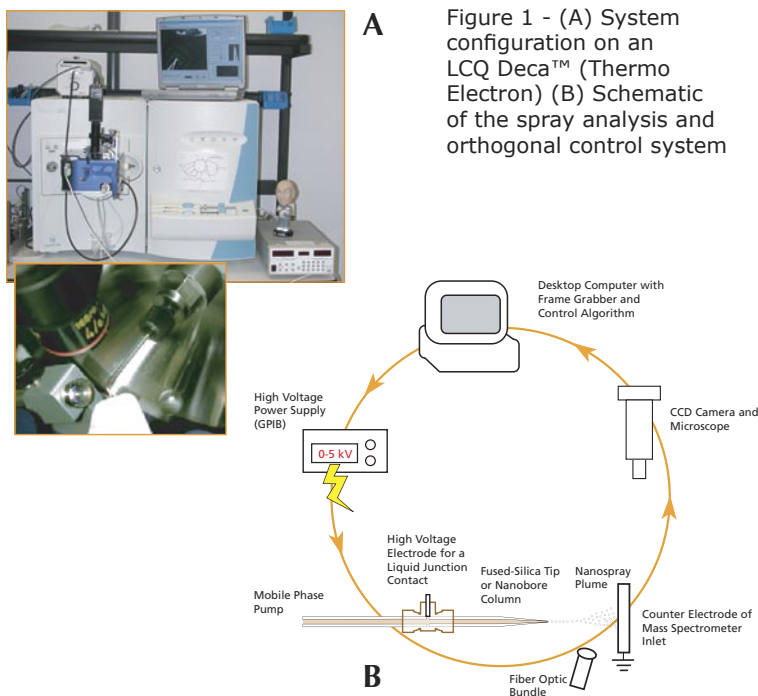 A
Figure 1 - (A) System
configuration on an
LCQ Deca™ (Thermo
Electron) (B) Schematic
of the spray analysis and
orthogonal control system
Desktop Computer with
Frame Grabber and
Control Algorithm
High Voltage
Power Supply
(GPIB)
0-5 kV
CCD Camera and
Microscope
High Voltage
Electrode for a
Liquid Junction
Contact
Fused-Silica Tip
or Nanobore
Column
Nanospray
Plume
Mobile Phase
Pump
Counter Electrode of
Mass Spectrometer
Inlet
Fiber Optic
Bundle
B